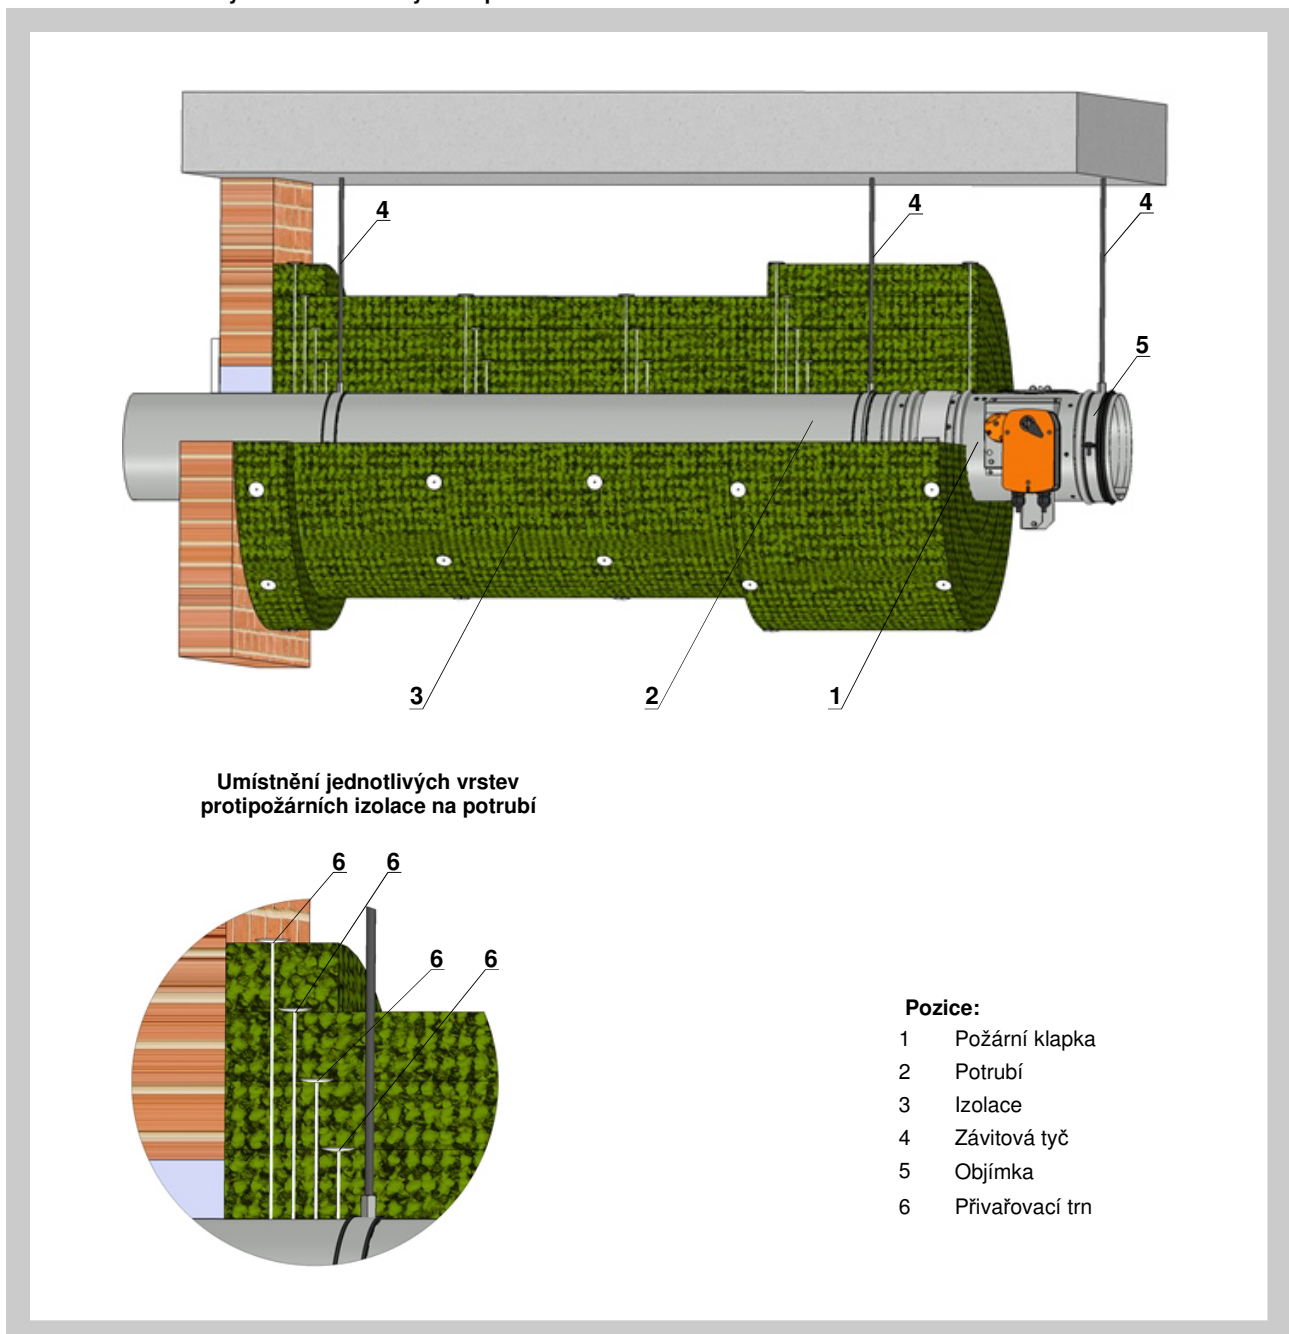 4
4
4
5
3
2
1
Umístnění jednotlivých vrstev
protipožárních izolace na potrubí
6
6
6
6
Pozice:
1 Požární klapka
2 Potrubí
3 Izolace
4 Závitová tyč
5 Objímka
6 Přivařovací trn